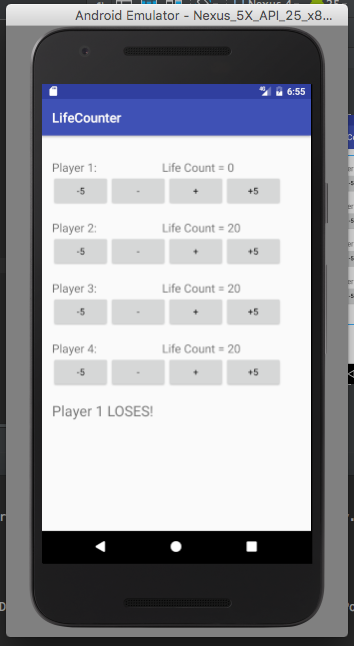 Android Emulator - Nexus_5X_API_25_x8...
4G 6:55
LifeCounter
Player 1: Life Count = 0
-5 - + +5
Player 2: Life Count = 20
-5 - + +5
Player 3: Life Count = 20
-5 - + +5
Player 4: Life Count = 20
-5 - + +5
Player 1 LOSES!